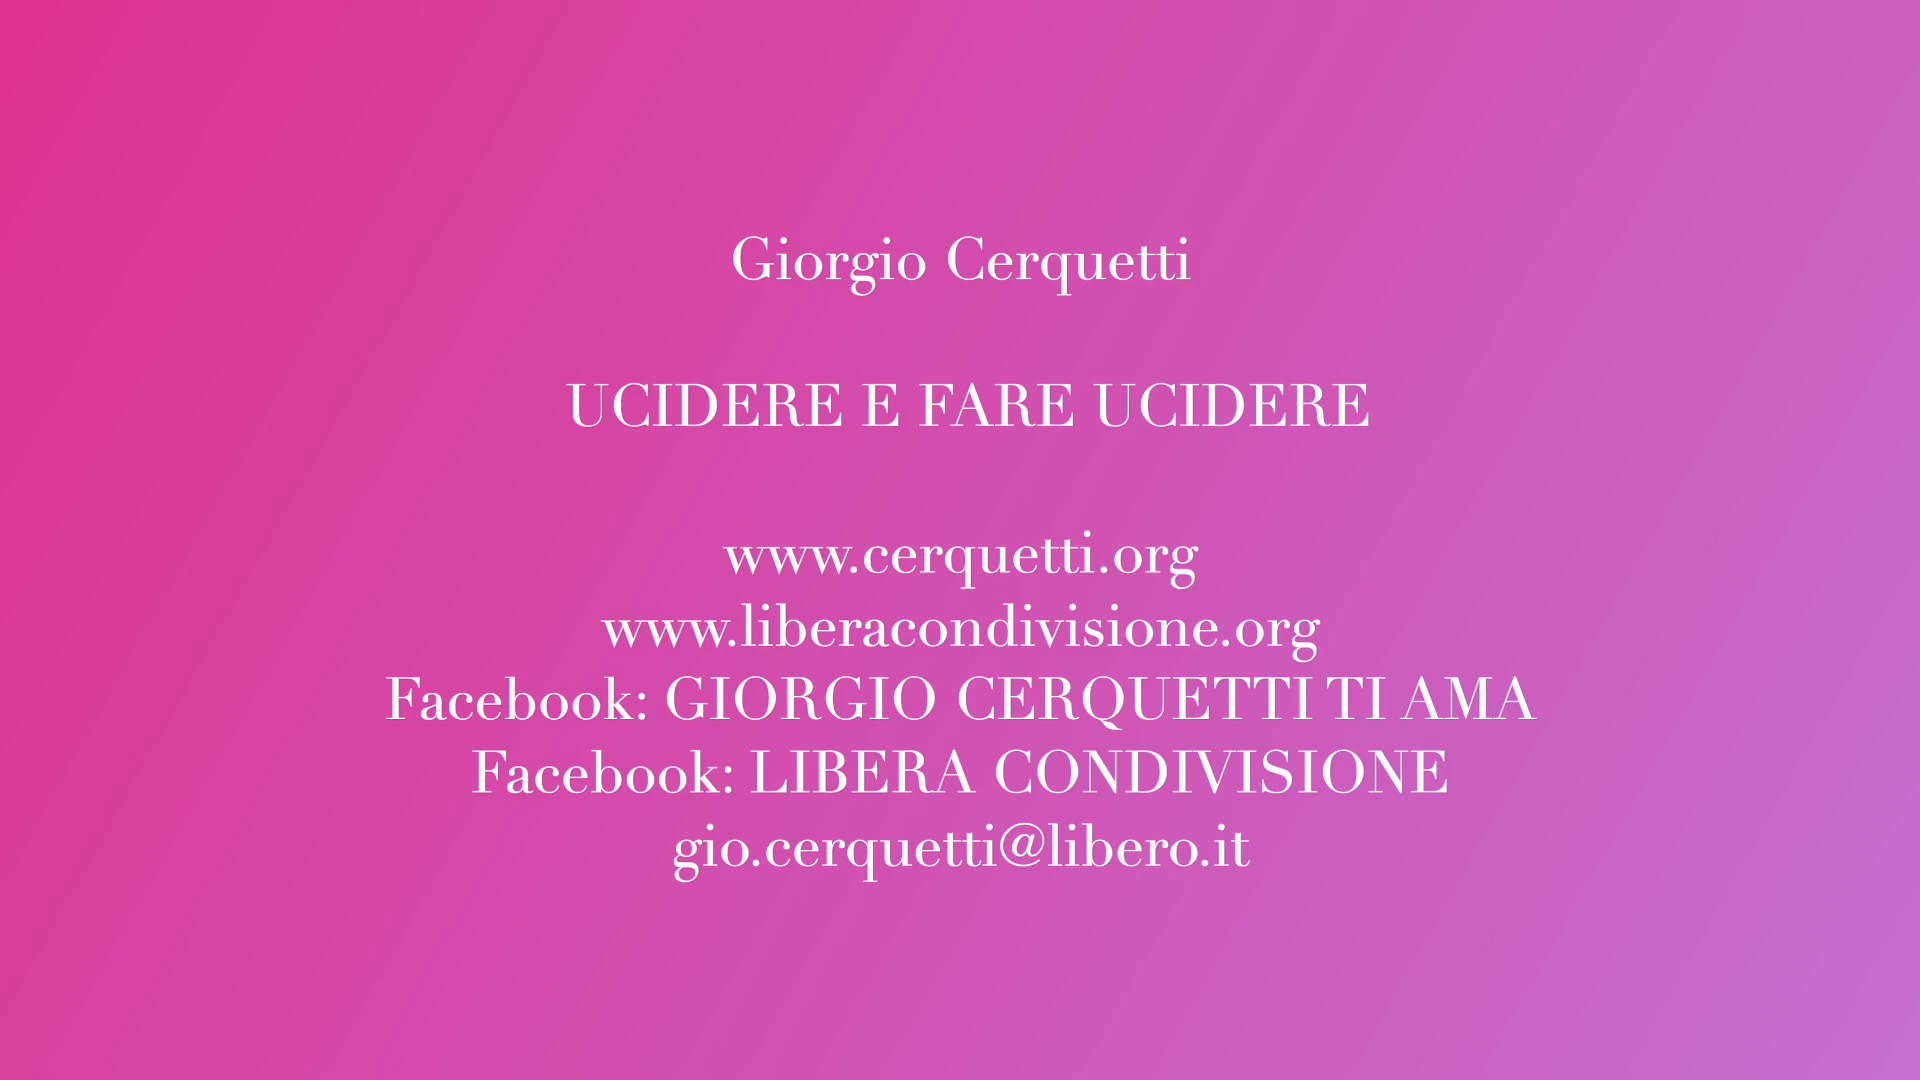 Giorgio Cerquetti
UCIDERE E FARE UCIDERE
www.cerquetti.org
www.liberacondivisione.org
Facebook: GIORGIO CERQUETTI TI AMA
Facebook: LIBERA CONDIVISIONE
gio.cerquetti@libero.it